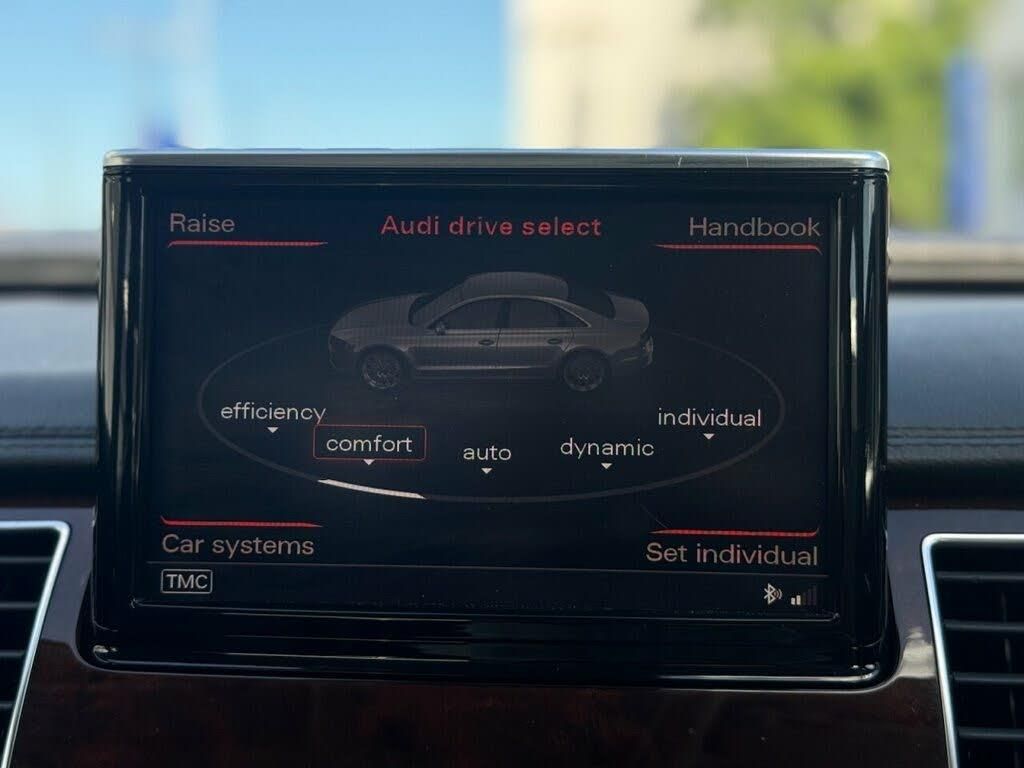 Raise
Audi drive select
Handbook
efficiency
comfort
auto
dynamic
individual
Car systems
Set individual
TMC